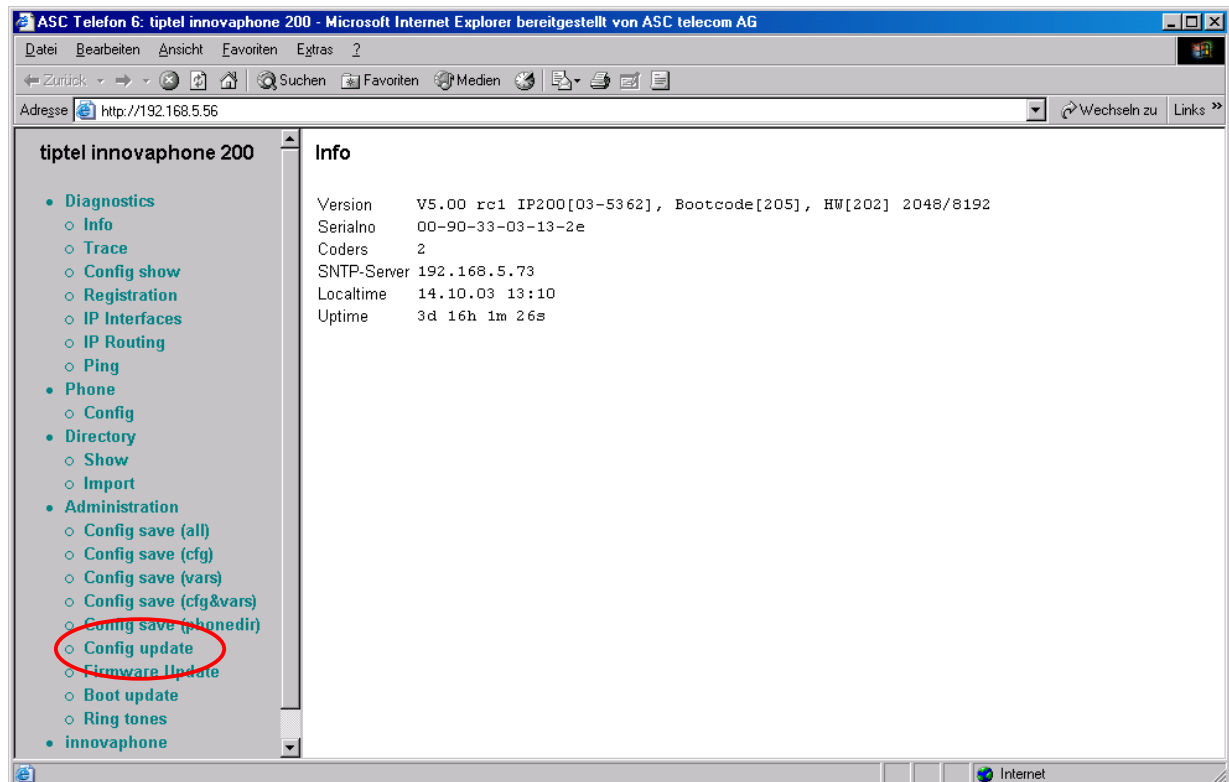 ASC Telefon 6: tiptel innovaphone 200 - Microsoft Internet Explorer bereitgestellt von ASC telecom AG
Datei Bearbeiten Ansicht Favoriten Extras ?
Zurück Suchen Favoriten Medien
Adresse http://192.168.5.56 Wechseln zu Links »
tiptel innovaphone 200
Diagnostics
Info
Trace
Config show
Registration
IP Interfaces
IP Routing
Ping
Phone
Config
Directory
Show
Import
Administration
Config save (all)
Config save (cfg)
Config save (vars)
Config save (cfg&vars)
Config save (phonedir)
Config update
Firmware Update
Boot update
Ring tones
innovaphone
Info
Version V5.00 rc1 IP200[03-5362], Bootcode[205], HW[202] 2048/8192
Serialno 00-90-33-03-13-2e
Coders 2
SNTP-Server 192.168.5.73
Localtime 14.10.03 13:10
Uptime 3d 16h 1m 26s
Internet